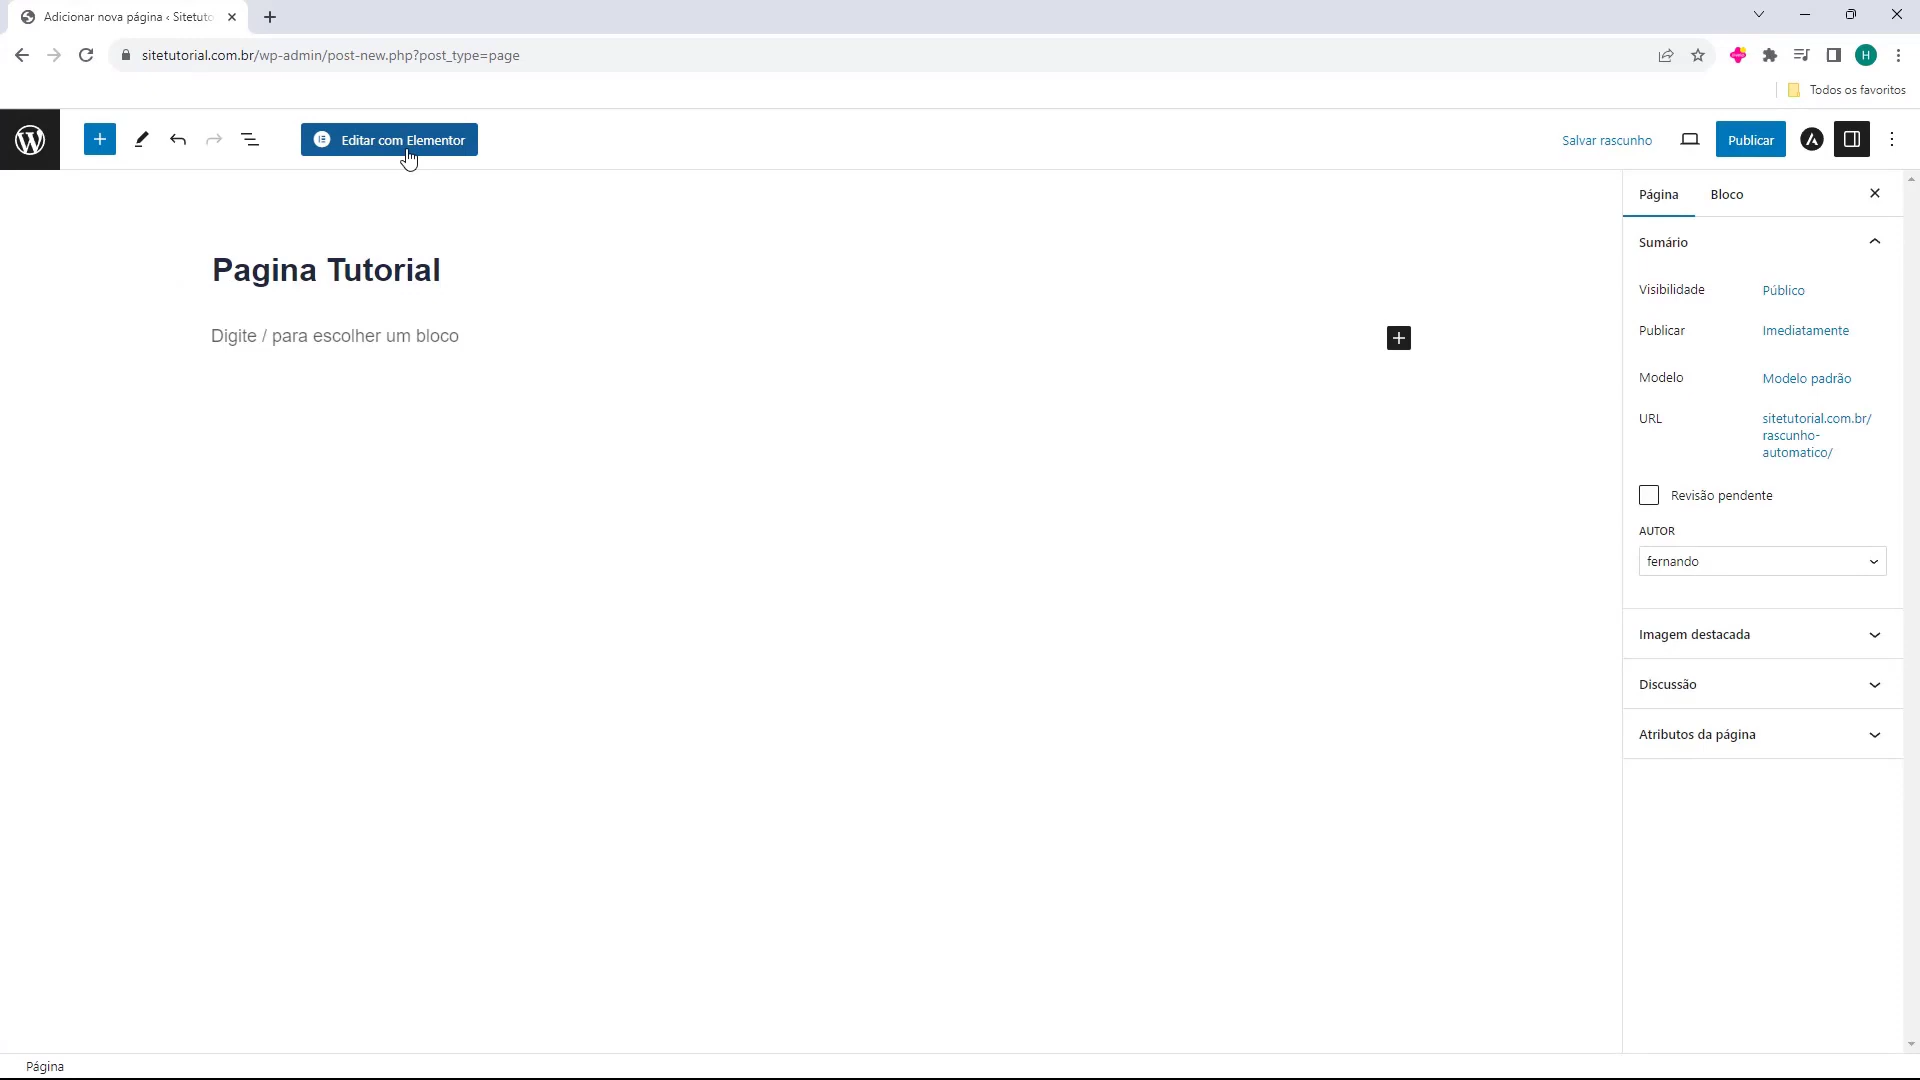 Adicionar nova página ‹ Sitetuto
sitetutorial.com.br/wp-admin/post-new.php?post_type=page
H
Todos os favoritos
Editar com Elementor
Salvar rascunho
Publicar
Página
Bloco
Sumário
Pagina Tutorial
Visibilidade
Público
Digite / para escolher um bloco
Publicar
Imediatamente
Modelo
Modelo padrão
URL
sitetutorial.com.br/
rascunho-
automatico/
Revisão pendente
AUTOR
fernando
Imagem destacada
Discussão
Atributos da página
Página